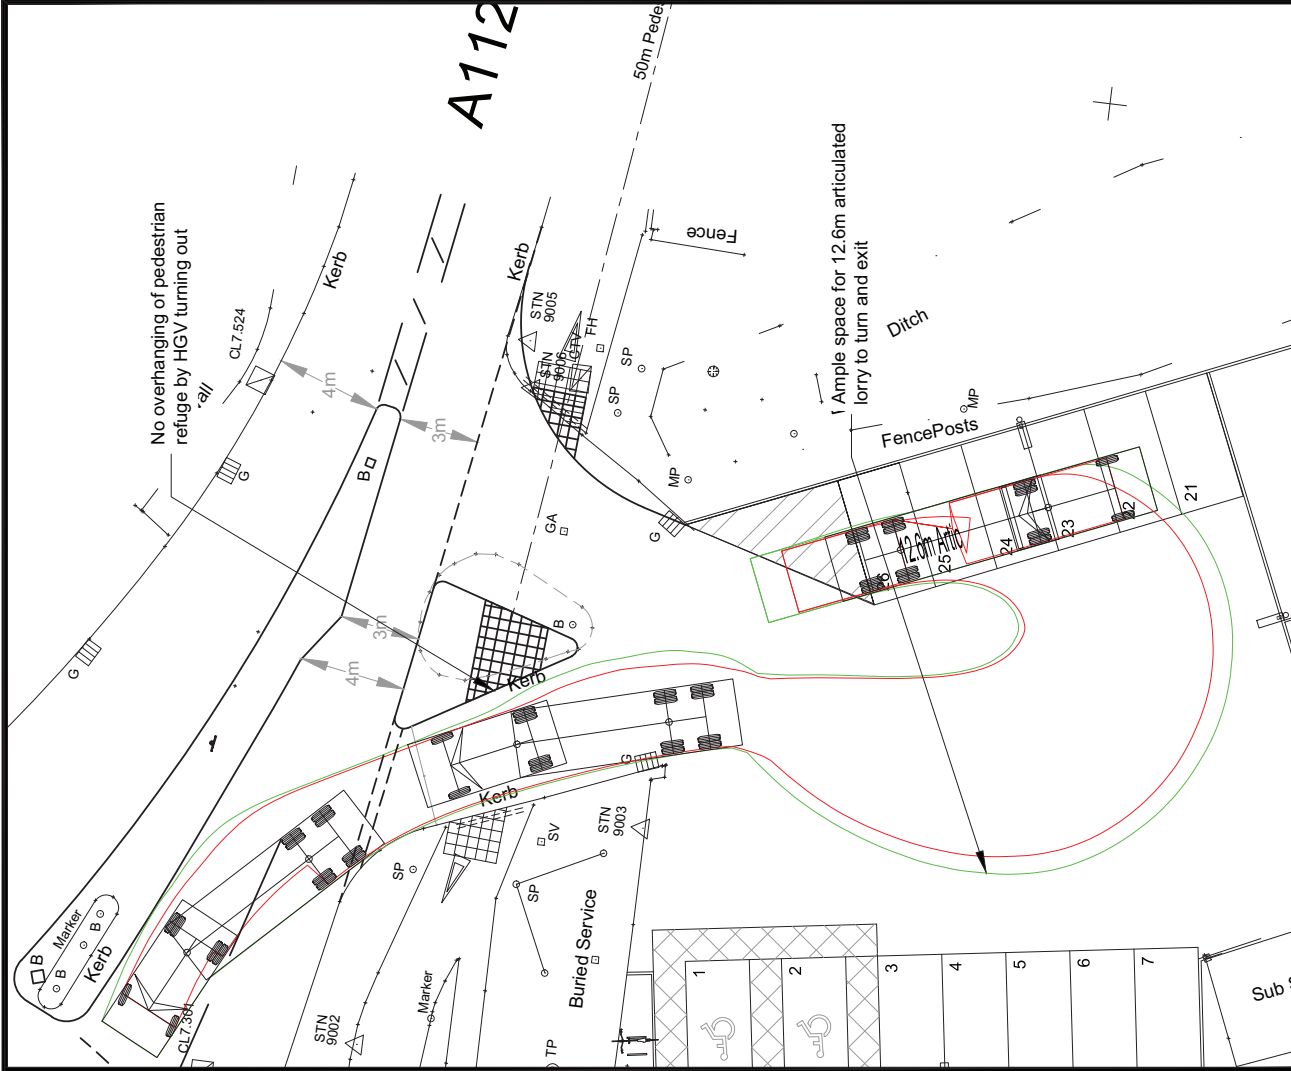 A112
50m Pedes
No overhanging of pedestrian
refuge by HGV turning out
Ample space for 12.6m articulated
lorry to turn and exit
Kerb
CL7.524
4m
3m
B
G
Kerb
STN
9005
STN
9006
CTV
FH
SP
SP
Fence
Ditch
MP
MP
FencePosts
G
GA
B
3m
4m
Kerb
G
12.6m Artic
26
25
24
23
22
21
Kerb
G
SV
STN
9003
SP
SP
Buried Service
B
Marker
B
B
Kerb
CL7.301
STN
9002
Marker
TP
1
2
3
4
5
6
7
Sub